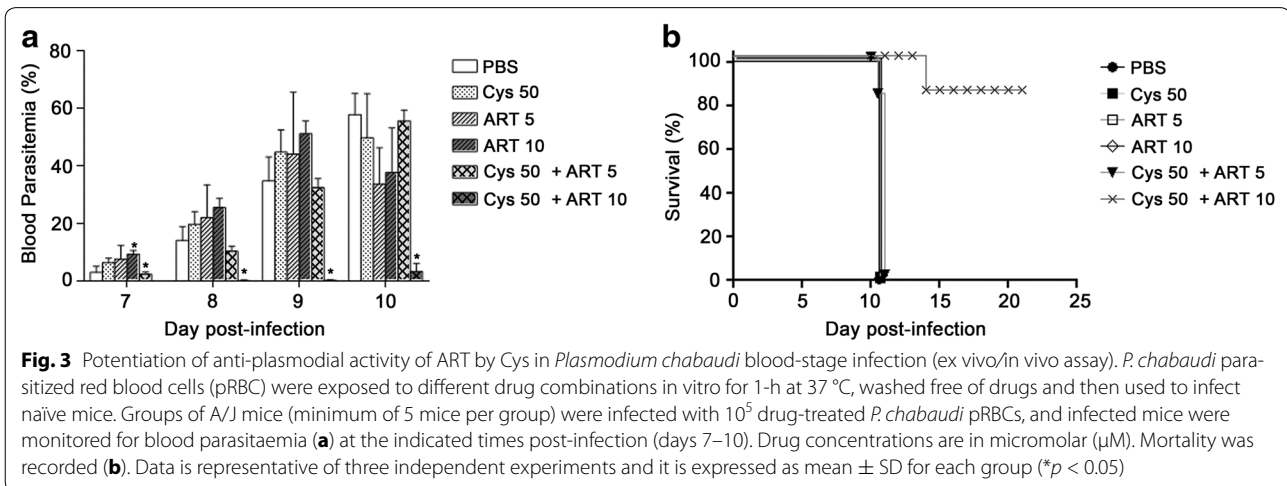 a
80
60
40
20
0
Blood Parasitemia (%)
*
*
*
*
*
7 8 9 10
Day post-infection
PBS
Cys 50
ART 5
ART 10
Cys 50 + ART 5
Cys 50 + ART 10
b
100
80
60
40
20
0
Survival (%)
0 5 10 15 20 25
Day post-infection
PBS
Cys 50
ART 5
ART 10
Cys 50 + ART 5
Cys 50 + ART 10
Fig. 3 Potentiation of anti-plasmodial activity of ART by Cys in Plasmodium chabaudi blood-stage infection (ex vivo/in vivo assay). P. chabaudi para-
sitized red blood cells (pRBC) were exposed to different drug combinations in vitro for 1-h at 37 °C, washed free of drugs and then used to infect
naïve mice. Groups of A/J mice (minimum of 5 mice per group) were infected with 10⁵ drug-treated P. chabaudi pRBCs, and infected mice were
monitored for blood parasitaemia (a) at the indicated times post-infection (days 7–10). Drug concentrations are in micromolar (μM). Mortality was
recorded (b). Data is representative of three independent experiments and it is expressed as mean ± SD for each group (*p < 0.05)